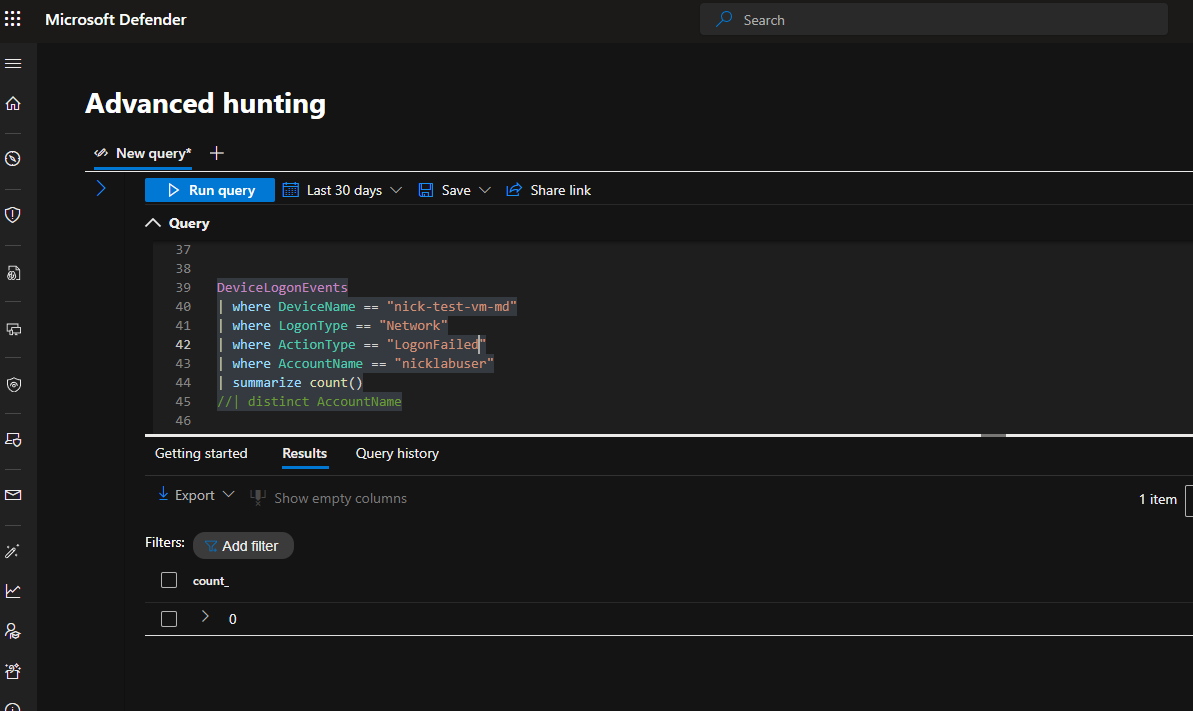 Microsoft Defender
Search
Advanced hunting
New query*
Run query
Last 30 days
Save
Share link
Query
37
38
39 DeviceLogonEvents
40 | where DeviceName == "nick-test-vm-md"
41 | where LogonType == "Network"
42 | where ActionType == "LogonFailed"
43 | where AccountName == "nicklabuser"
44 | summarize count()
45 //| distinct AccountName
46
Getting started
Results
Query history
Export
Show empty columns
1 item
Filters:
Add filter
count_
0